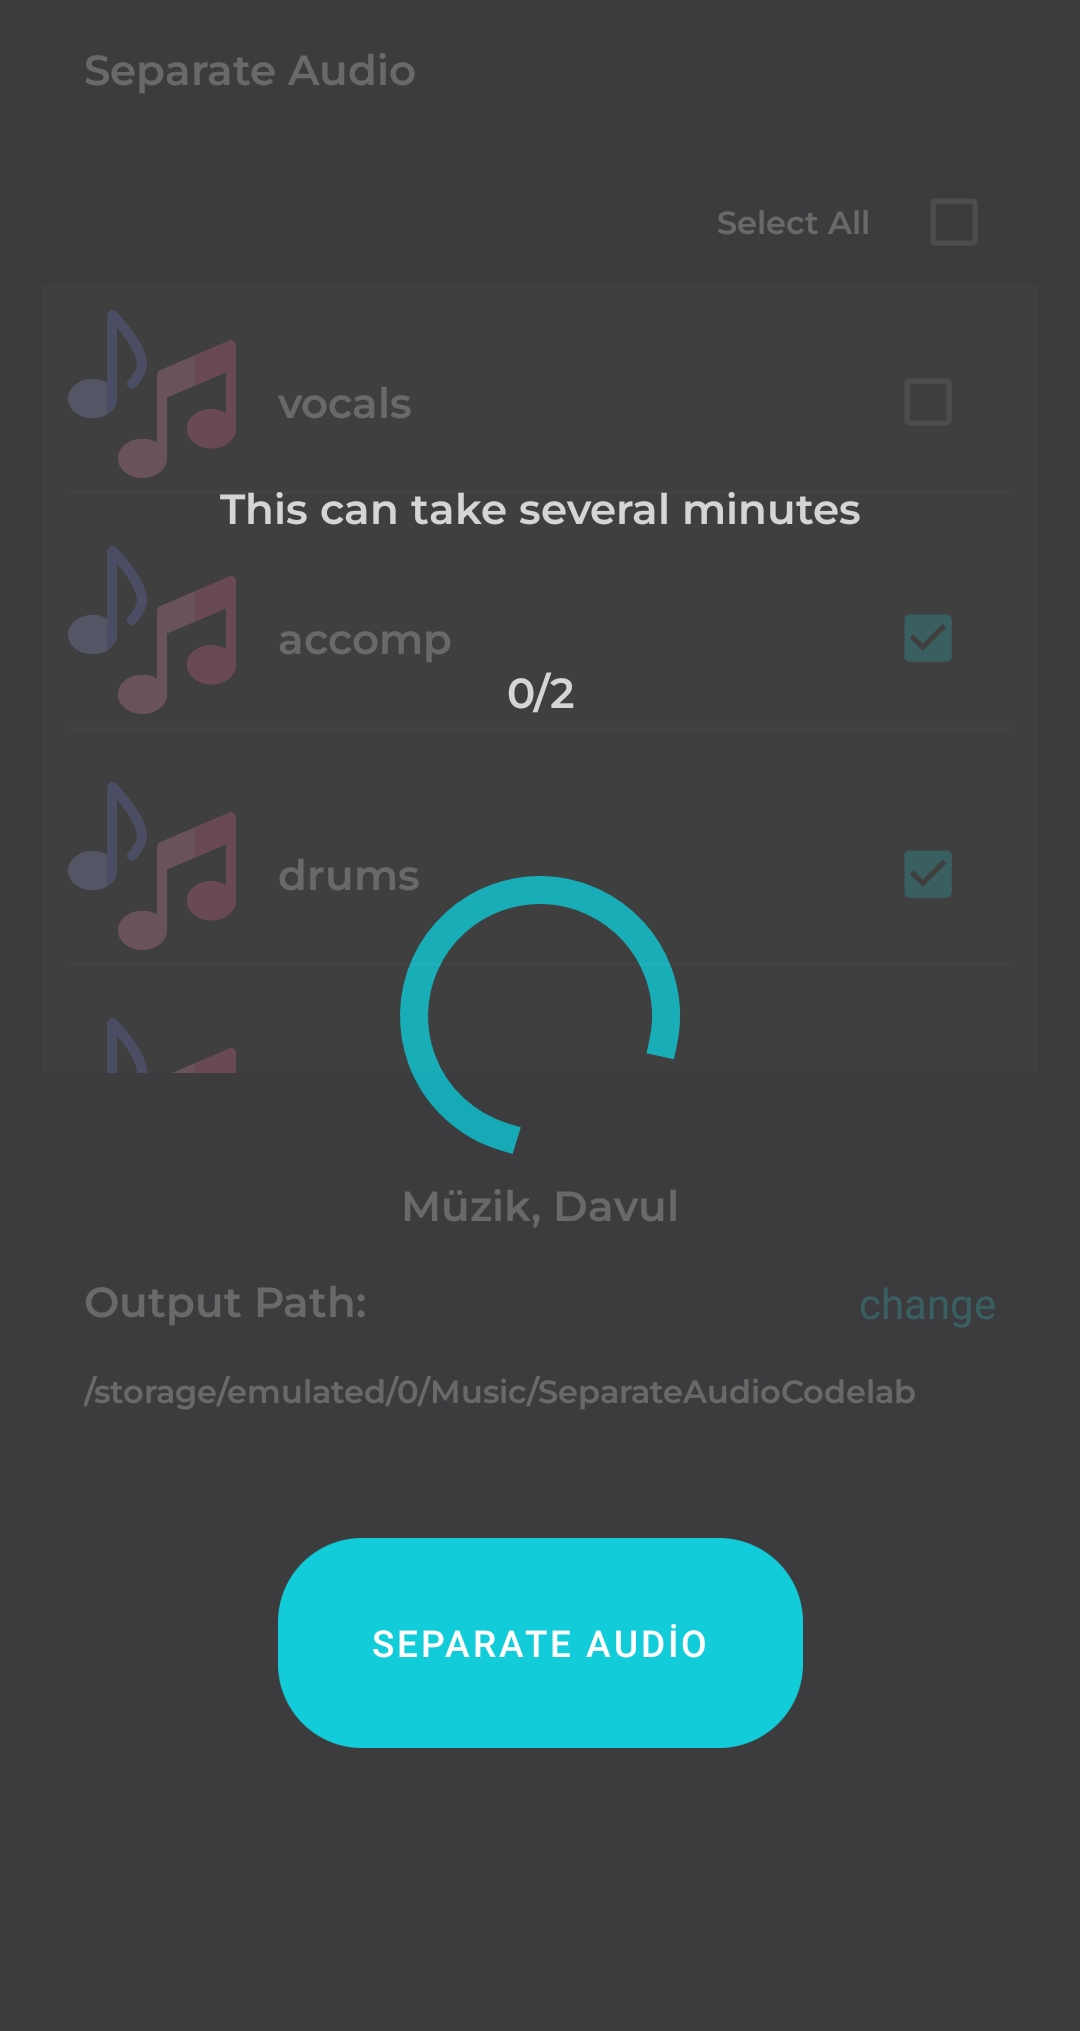 Separate Audio
Select All
vocals
This can take several minutes
accomp
0/2
drums
Müzik, Davul
Output Path:
change
/storage/emulated/0/Music/SeparateAudioCodelab
SEPARATE AUDİO